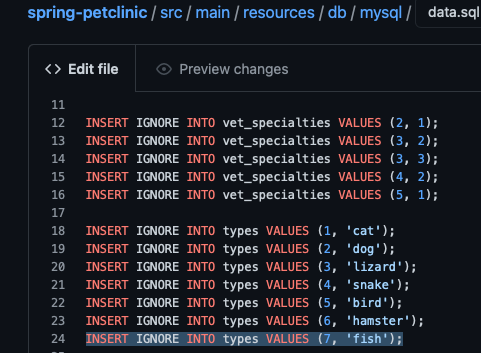 spring-petclinic / src / main / resources / db / mysql / data.sql
<> Edit file Preview changes
11
12 INSERT IGNORE INTO vet_specialties VALUES (2, 1);
13 INSERT IGNORE INTO vet_specialties VALUES (3, 2);
14 INSERT IGNORE INTO vet_specialties VALUES (3, 3);
15 INSERT IGNORE INTO vet_specialties VALUES (4, 2);
16 INSERT IGNORE INTO vet_specialties VALUES (5, 1);
17
18 INSERT IGNORE INTO types VALUES (1, 'cat');
19 INSERT IGNORE INTO types VALUES (2, 'dog');
20 INSERT IGNORE INTO types VALUES (3, 'lizard');
21 INSERT IGNORE INTO types VALUES (4, 'snake');
22 INSERT IGNORE INTO types VALUES (5, 'bird');
23 INSERT IGNORE INTO types VALUES (6, 'hamster');
24 INSERT IGNORE INTO types VALUES (7, 'fish');